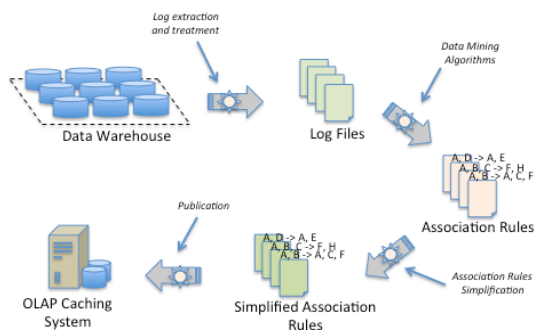 Log extraction
and treatment
Data Mining
Algorithms
Data Warehouse
Log Files
A, D -> A, E
A, B, C -> F, H
A, B -> A, C, F
Association Rules
Publication
A, D -> A, E
A, B, C -> F, H
A, B -> A, C, F
Association Rules
Simplification
OLAP Caching
System
Simplified Association
Rules